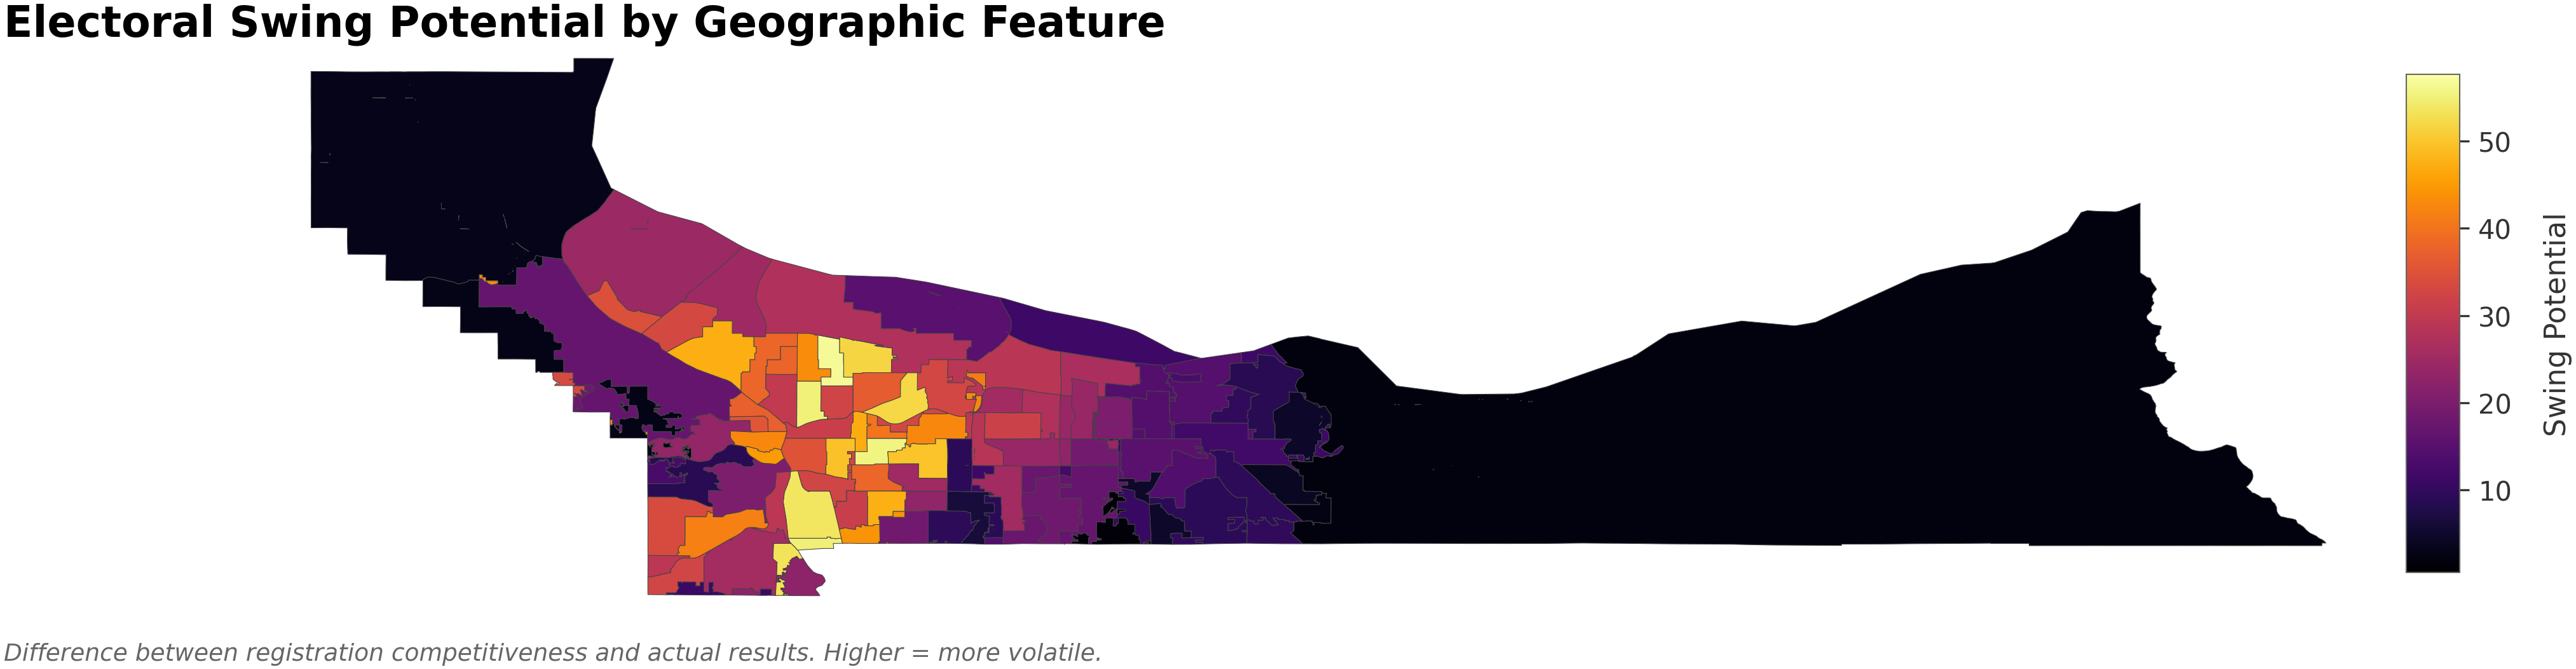 Electoral Swing Potential by Geographic Feature
50
40
30
20
10
Swing Potential
Difference between registration competitiveness and actual results. Higher = more volatile.